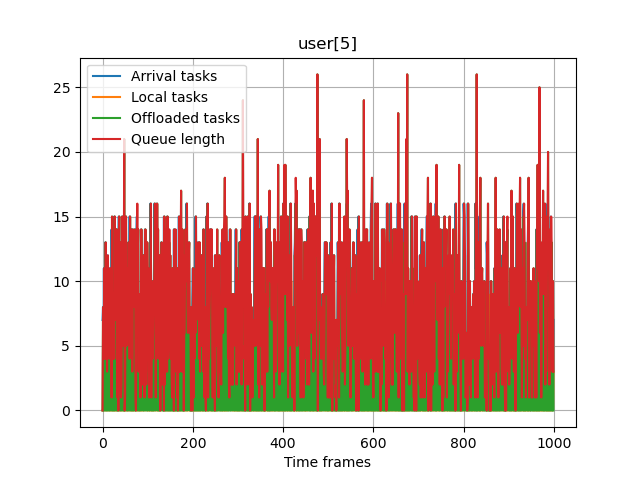 user[5]
Arrival tasks
Local tasks
Offloaded tasks
Queue length
25
20
15
10
5
0
0 200 400 600 800 1000
Time frames